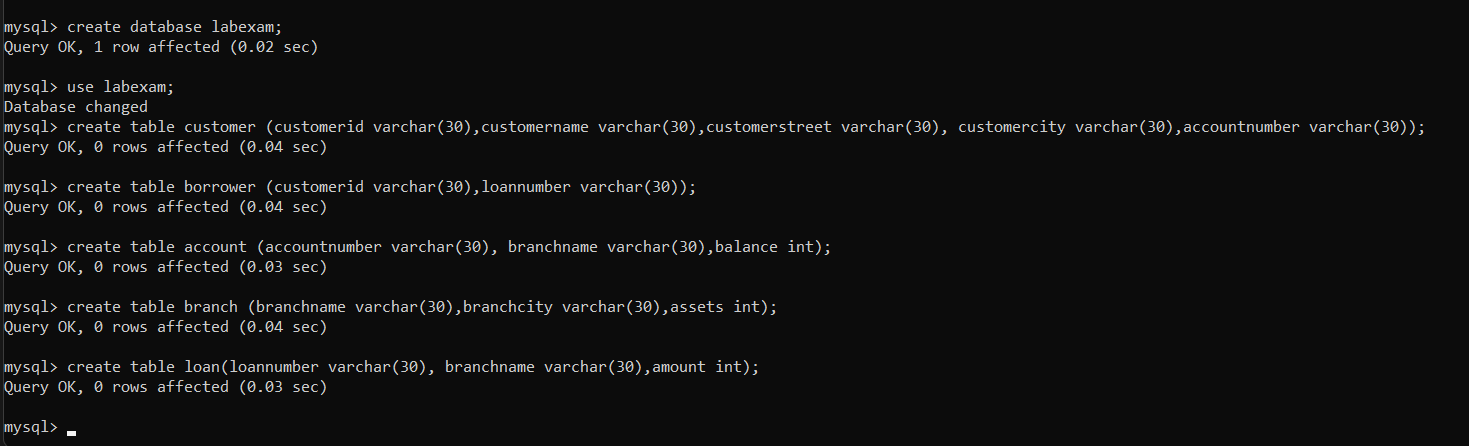 mysql> create database labexam;
Query OK, 1 row affected (0.02 sec)
mysql> use labexam;
Database changed
mysql> create table customer (customerid varchar(30),customername varchar(30),customerstreet varchar(30), customercity varchar(30),accountnumber varchar(30));
Query OK, 0 rows affected (0.04 sec)
mysql> create table borrower (customerid varchar(30),loannumber varchar(30));
Query OK, 0 rows affected (0.04 sec)
mysql> create table account (accountnumber varchar(30), branchname varchar(30),balance int);
Query OK, 0 rows affected (0.03 sec)
mysql> create table branch (branchname varchar(30),branchcity varchar(30),assets int);
Query OK, 0 rows affected (0.04 sec)
mysql> create table loan(loannumber varchar(30), branchname varchar(30),amount int);
Query OK, 0 rows affected (0.03 sec)
mysql>